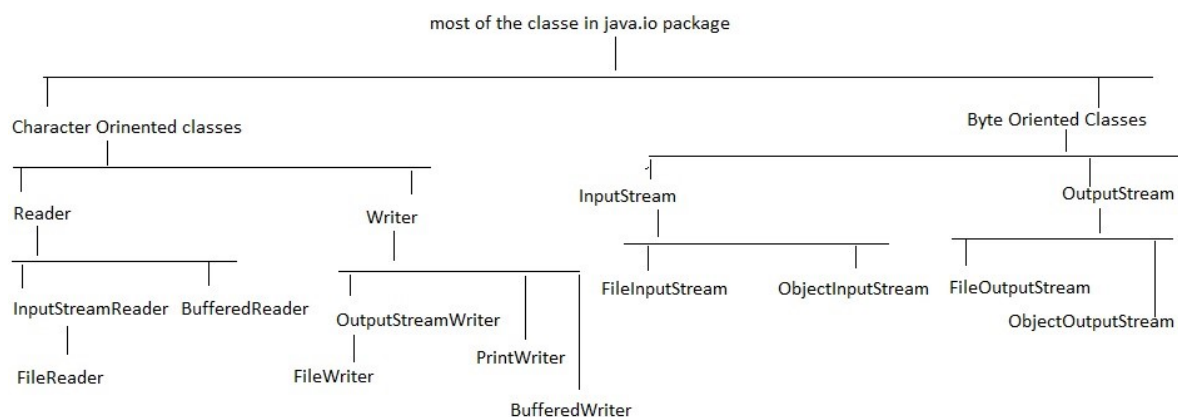 most of the classe in java.io package
Character Orinented classes
Byte Oriented Classes
Reader
Writer
InputStream
OutputStream
InputStreamReader
BufferedReader
OutputStreamWriter
PrintWriter
BufferedWriter
FileReader
FileWriter
FileInputStream
ObjectInputStream
FileOutputStream
ObjectOutputStream